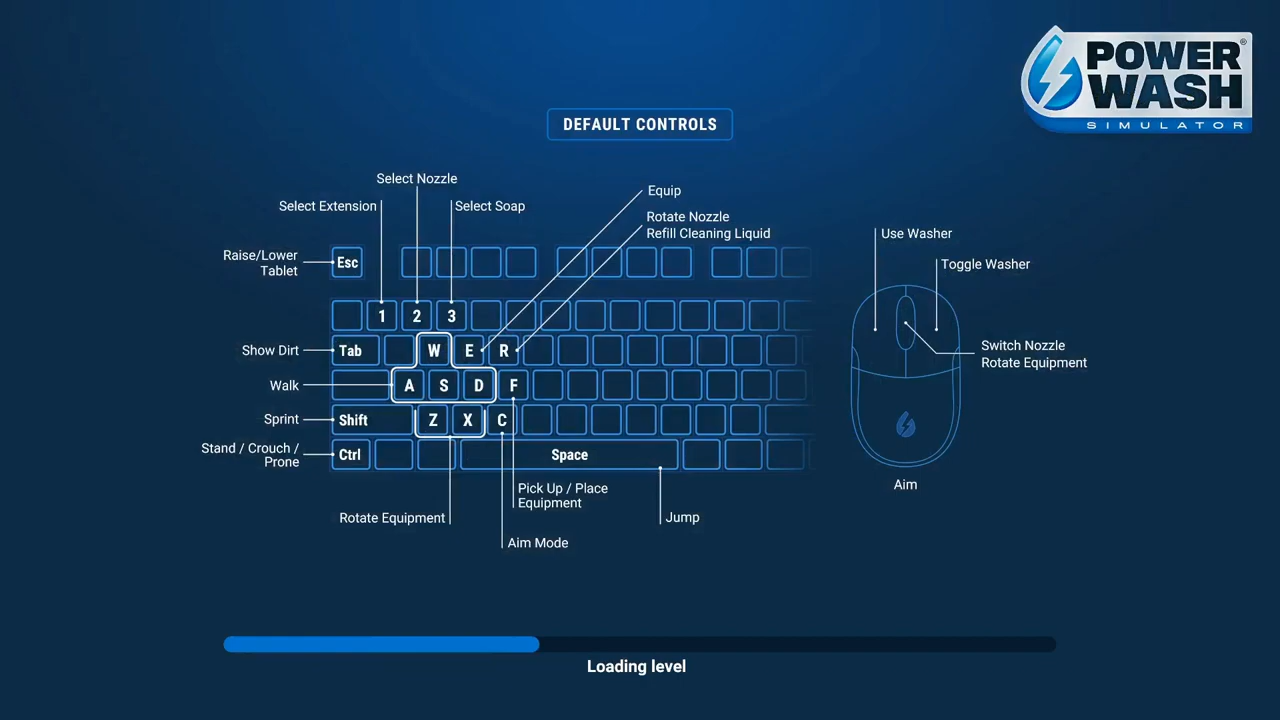 POWER
WASH
SIMULATOR
DEFAULT CONTROLS
Select Nozzle
Select Extension
Select Soap
Equip
Rotate Nozzle
Refill Cleaning Liquid
Raise/Lower
Tablet
Esc
1 2 3
Show Dirt
Tab W E R
Walk
A S D F
Sprint
Shift Z X C
Stand / Crouch /
Prone
Ctrl Space
Rotate Equipment
Pick Up / Place
Equipment
Aim Mode
Jump
Use Washer
Toggle Washer
Switch Nozzle
Rotate Equipment
Aim
Loading level